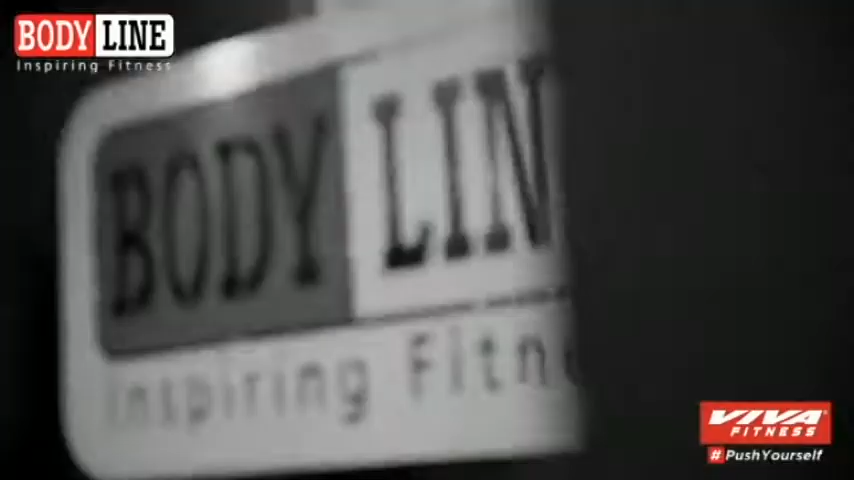 BODY LINE
Inspiring Fitness
BODY LIN
Inspiring Fitn
VIVA
FITNESS
#PushYourself